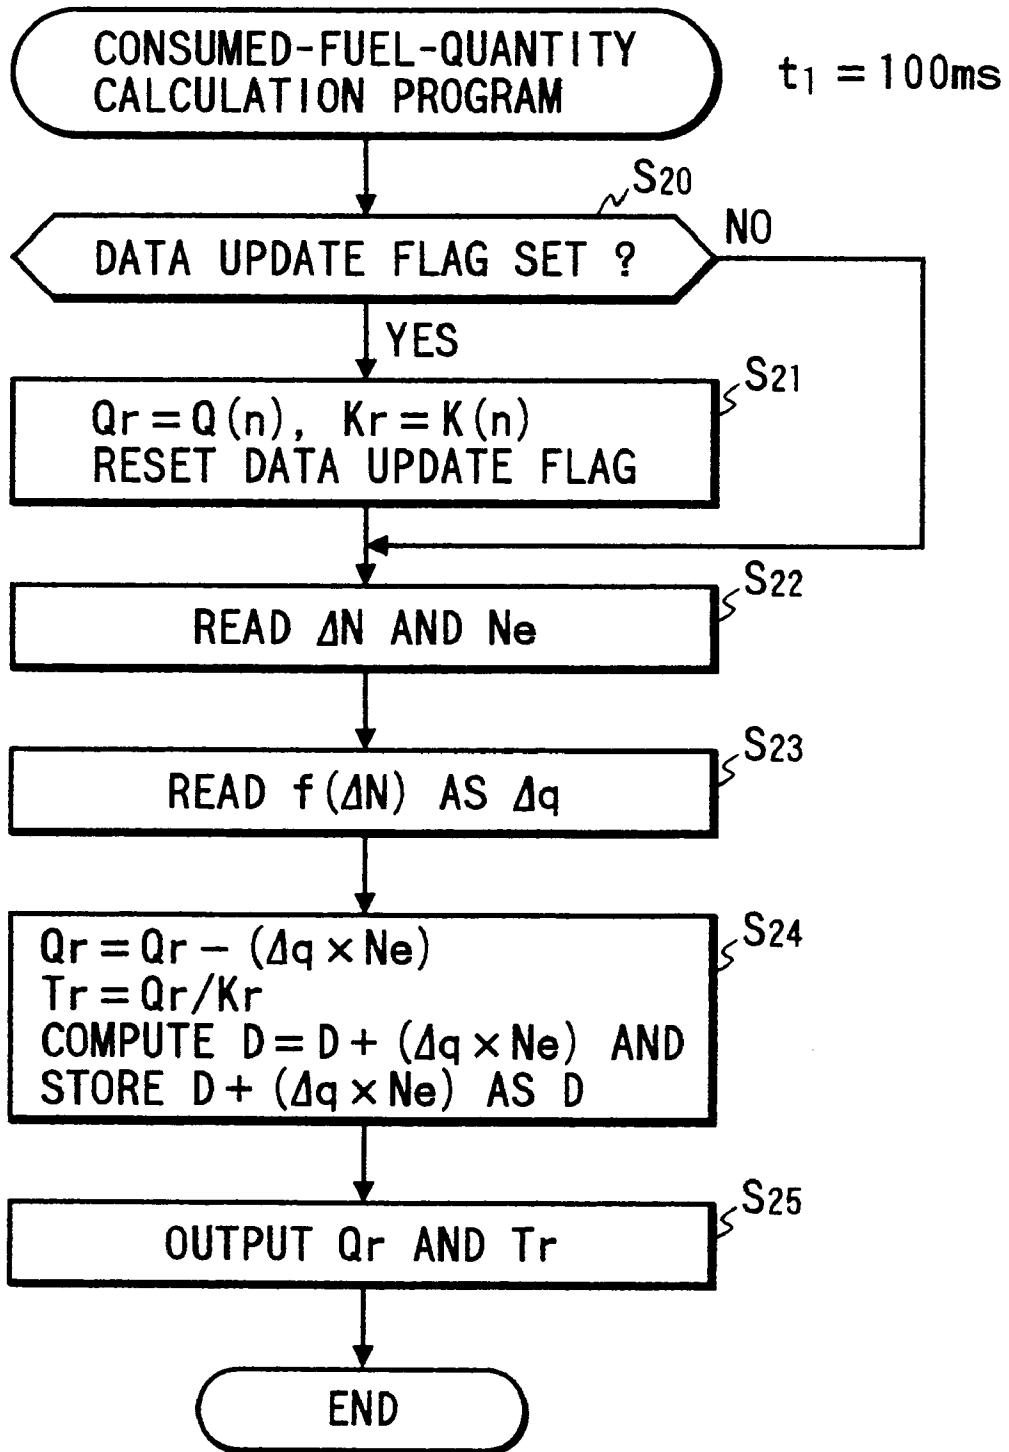 CONSUMED-FUEL-QUANTITY
CALCULATION PROGRAM
t1 = 100ms
S20
DATA UPDATE FLAG SET ?
NO
YES
S21
Qr = Q(n), Kr = K(n)
RESET DATA UPDATE FLAG
S22
READ ΔN AND Ne
S23
READ f(ΔN) AS Δq
S24
Qr = Qr − (Δq × Ne)
Tr = Qr/Kr
COMPUTE D = D + (Δq × Ne) AND
STORE D + (Δq × Ne) AS D
S25
OUTPUT Qr AND Tr
END